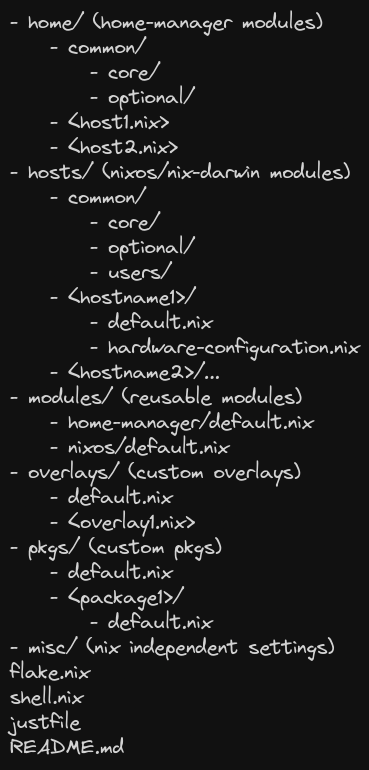 - home/ (home-manager modules)
    - common/
        - core/
        - optional/
    - <host1.nix>
    - <host2.nix>
- hosts/ (nixos/nix-darwin modules)
    - common/
        - core/
        - optional/
        - users/
    - <hostname1>/
        - default.nix
        - hardware-configuration.nix
    - <hostname2>/...
- modules/ (reusable modules)
    - home-manager/default.nix
    - nixos/default.nix
- overlays/ (custom overlays)
    - default.nix
    - <overlay1.nix>
- pkgs/ (custom pkgs)
    - default.nix
    - <package1>/
        - default.nix
- misc/ (nix independent settings)
flake.nix
shell.nix
justfile
README.md